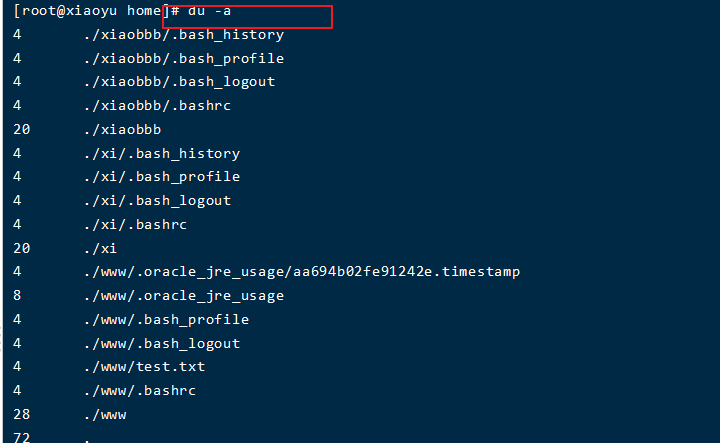 [root@xiaoyu home]# du -a
4 ./xiaobbb/.bash_history
4 ./xiaobbb/.bash_profile
4 ./xiaobbb/.bash_logout
4 ./xiaobbb/.bashrc
20 ./xiaobbb
4 ./xi/.bash_history
4 ./xi/.bash_profile
4 ./xi/.bash_logout
4 ./xi/.bashrc
20 ./xi
4 ./www/.oracle_jre_usage/aa694b02fe91242e.timestamp
8 ./www/.oracle_jre_usage
4 ./www/.bash_profile
4 ./www/.bash_logout
4 ./www/test.txt
4 ./www/.bashrc
28 ./www
72 .